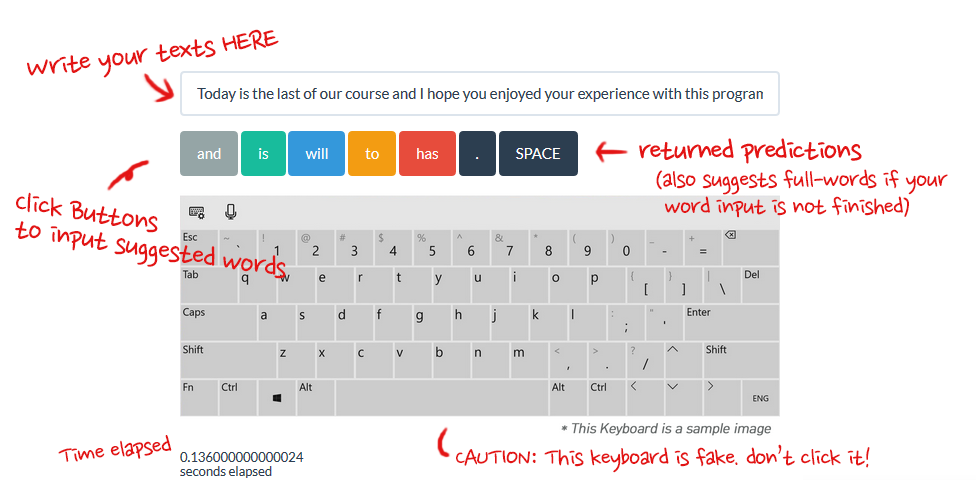 Write your texts HERE
Today is the last of our course and I hope you enjoyed your experience with this program
and is will to has . SPACE
returned predictions
(also suggests full-words if your
word input is not finished)
click Buttons
to input suggested words
Esc ~ ` ! 1 @ 2 # 3 $ 4 % 5 ^ 6 & 7 * 8 ( 9 ) 0 _ - + =
Tab q w e r t y u i o p { [ } ] | \ Del
Caps a s d f g h j k l : ; " ' Enter
Shift z x c v b n m < , > . ? / Shift
Fn Ctrl Alt Alt Ctrl ENG
* This Keyboard is a sample image
Time elapsed
0.136000000000024
seconds elapsed
CAUTION: This keyboard is fake. don't click it!